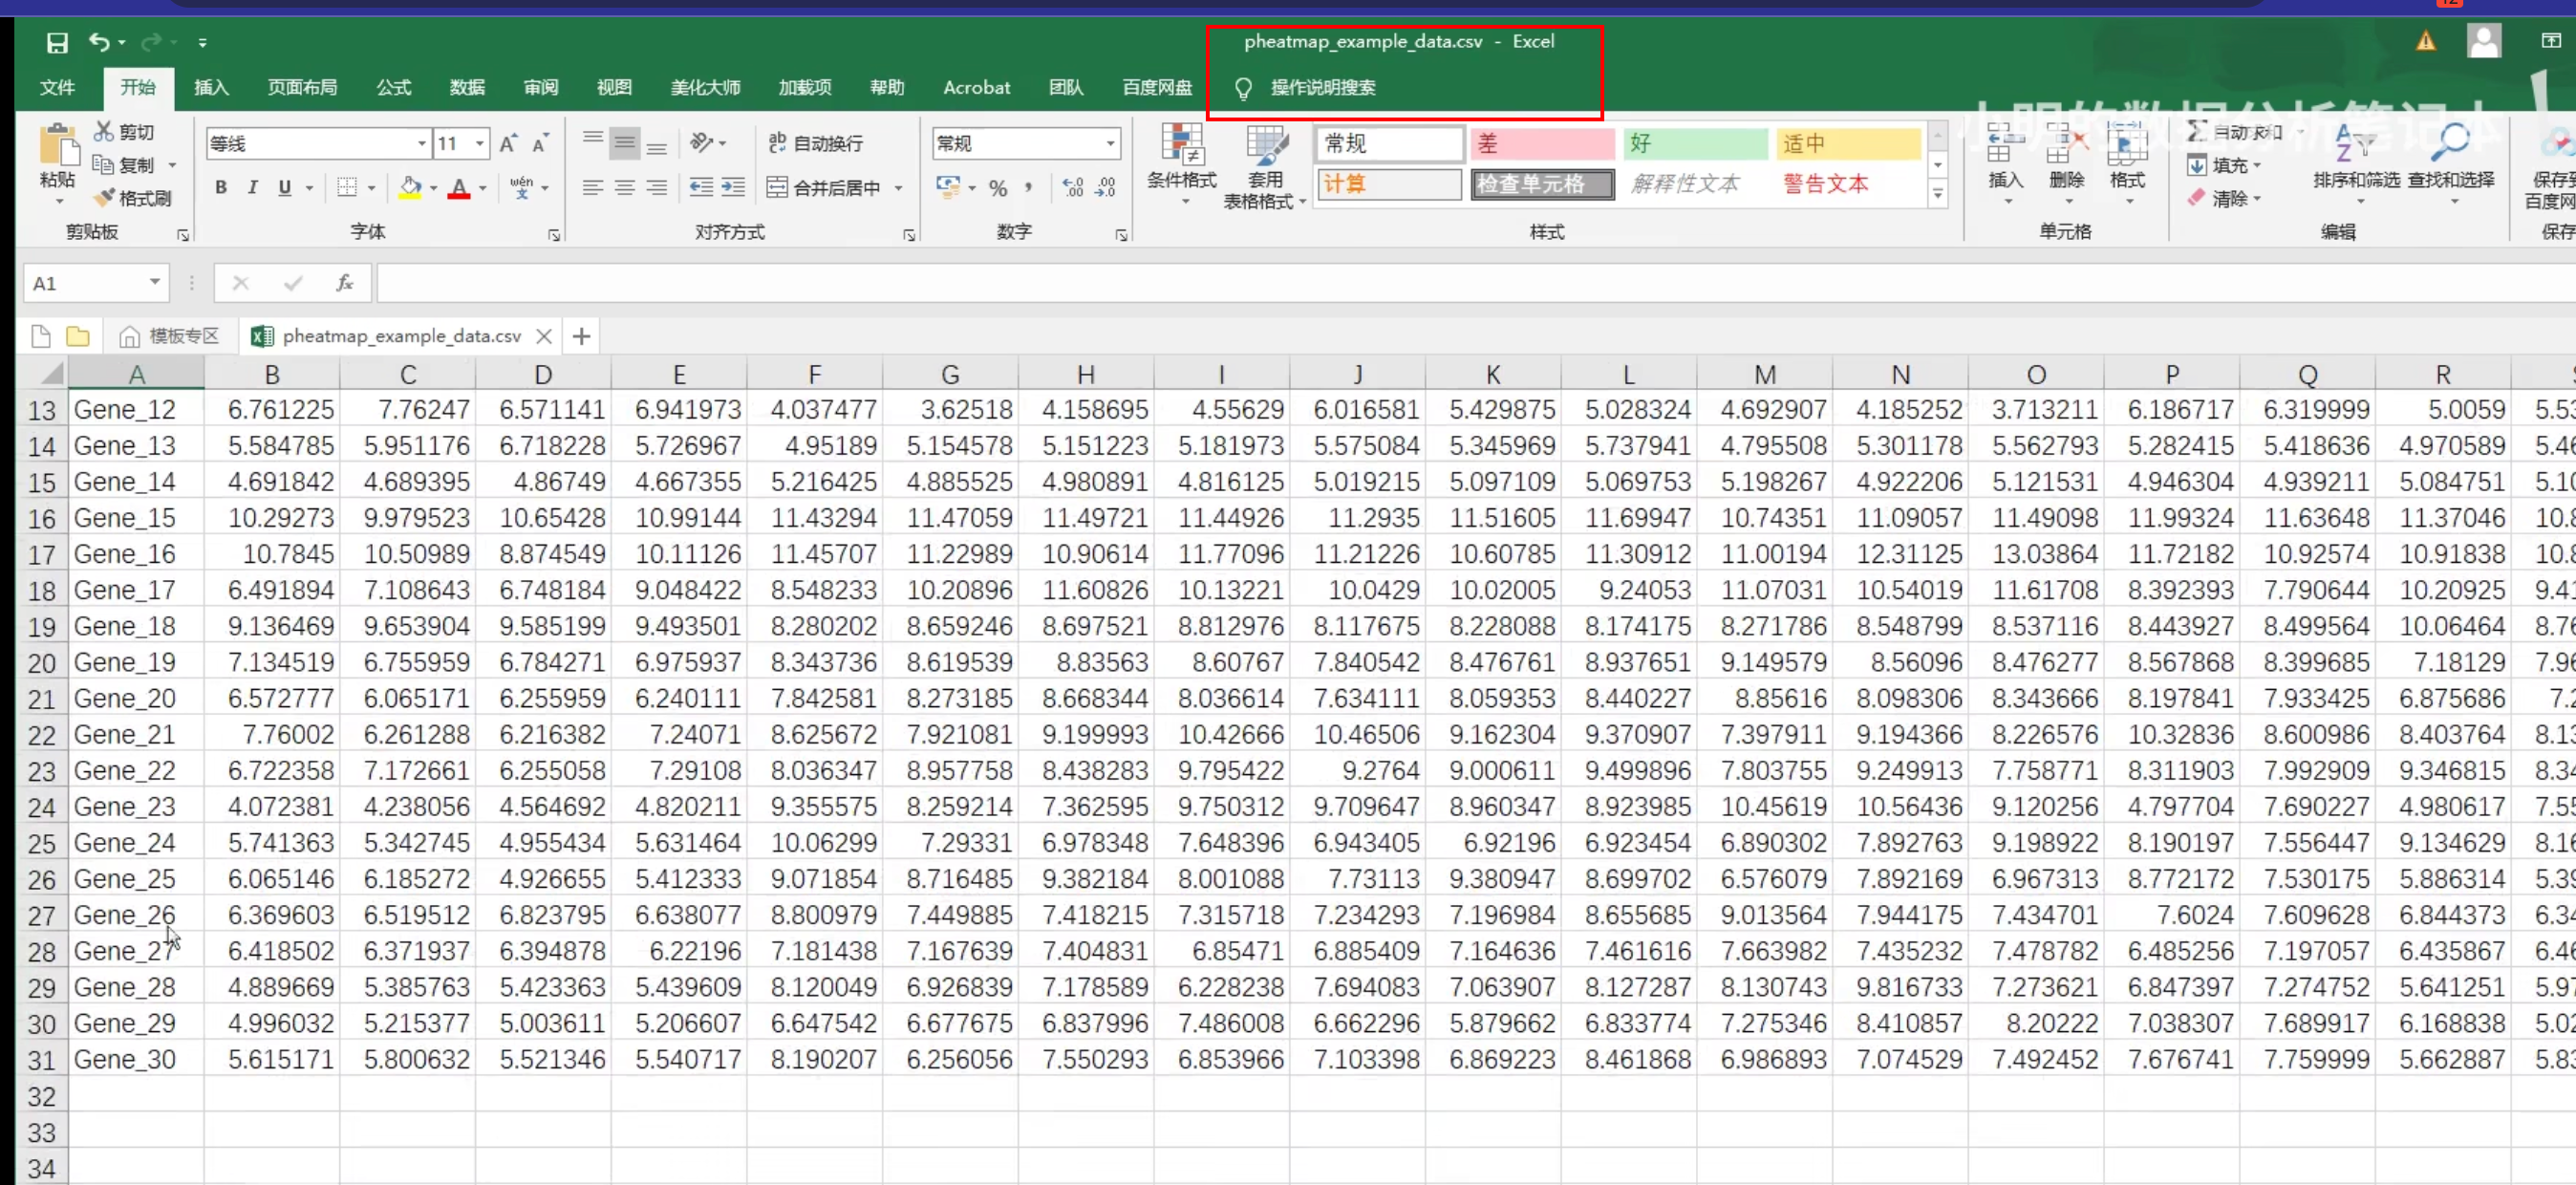 12
pheatmap_example_data.csv - Excel
文件 开始 插入 页面布局 公式 数据 审阅 视图 美化大师 加载项 帮助 Acrobat 团队 百度网盘 操作说明搜索
小明的数据分析笔记本
剪切
复制
格式刷
粘贴
剪贴板
等线 11
B I U A wén 文
字体
ab 自动换行
合并后居中
对齐方式
常规
% , .00 .00
数字
条件格式
套用
表格格式
常规 差 好 适中
计算 检查单元格 解释性文本 警告文本
样式
插入 删除 格式
单元格
自动求和
填充
清除
排序和筛选 查找和选择
编辑
A1 fx
模板专区 pheatmap_example_data.csv
A B C D E F G H I J K L M N O P Q R
13 Gene_12 6.761225 7.76247 6.571141 6.941973 4.037477 3.62518 4.158695 4.55629 6.016581 5.429875 5.028324 4.692907 4.185252 3.713211 6.186717 6.319999 5.0059 5.53
14 Gene_13 5.584785 5.951176 6.718228 5.726967 4.95189 5.154578 5.151223 5.181973 5.575084 5.345969 5.737941 4.795508 5.301178 5.562793 5.282415 5.418636 4.970589 5.46
15 Gene_14 4.691842 4.689395 4.86749 4.667355 5.216425 4.885525 4.980891 4.816125 5.019215 5.097109 5.069753 5.198267 4.922206 5.121531 4.946304 4.939211 5.084751 5.10
16 Gene_15 10.29273 9.979523 10.65428 10.99144 11.43294 11.47059 11.49721 11.44926 11.2935 11.51605 11.69947 10.74351 11.09057 11.49098 11.99324 11.63648 11.37046 10.8
17 Gene_16 10.7845 10.50989 8.874549 10.11126 11.45707 11.22989 10.90614 11.77096 11.21226 10.60785 11.30912 11.00194 12.31125 13.03864 11.72182 10.92574 10.91838 10.8
18 Gene_17 6.491894 7.108643 6.748184 9.048422 8.548233 10.20896 11.60826 10.13221 10.0429 10.02005 9.24053 11.07031 10.54019 11.61708 8.392393 7.790644 10.20925 9.41
19 Gene_18 9.136469 9.653904 9.585199 9.493501 8.280202 8.659246 8.697521 8.812976 8.117675 8.228088 8.174175 8.271786 8.548799 8.537116 8.443927 8.499564 10.06464 8.76
20 Gene_19 7.134519 6.755959 6.784271 6.975937 8.343736 8.619539 8.83563 8.60767 7.840542 8.476761 8.937651 9.149579 8.56096 8.476277 8.567868 8.399685 7.18129 7.96
21 Gene_20 6.572777 6.065171 6.255959 6.240111 7.842581 8.273185 8.668344 8.036614 7.634111 8.059353 8.440227 8.85616 8.098306 8.343666 8.197841 7.933425 6.875686 7.2
22 Gene_21 7.76002 6.261288 6.216382 7.24071 8.625672 7.921081 9.199993 10.42666 10.46506 9.162304 9.370907 7.397911 9.194366 8.226576 10.32836 8.600986 8.403764 8.13
23 Gene_22 6.722358 7.172661 6.255058 7.29108 8.036347 8.957758 8.438283 9.795422 9.2764 9.000611 9.499896 7.803755 9.249913 7.758771 8.311903 7.992909 9.346815 8.34
24 Gene_23 4.072381 4.238056 4.564692 4.820211 9.355575 8.259214 7.362595 9.750312 9.709647 8.960347 8.923985 10.45619 10.56436 9.120256 4.797704 7.690227 4.980617 7.55
25 Gene_24 5.741363 5.342745 4.955434 5.631464 10.06299 7.29331 6.978348 7.648396 6.943405 6.92196 6.923454 6.890302 7.892763 9.198922 8.190197 7.556447 9.134629 8.16
26 Gene_25 6.065146 6.185272 4.926655 5.412333 9.071854 8.716485 9.382184 8.001088 7.73113 9.380947 8.699702 6.576079 7.892169 6.967313 8.772172 7.530175 5.886314 5.39
27 Gene_26 6.369603 6.519512 6.823795 6.638077 8.800979 7.449885 7.418215 7.315718 7.234293 7.196984 8.655685 9.013564 7.944175 7.434701 7.6024 7.609628 6.844373 6.34
28 Gene_27 6.418502 6.371937 6.394878 6.22196 7.181438 7.167639 7.404831 6.85471 6.885409 7.164636 7.461616 7.663982 7.435232 7.478782 6.485256 7.197057 6.435867 6.46
29 Gene_28 4.889669 5.385763 5.423363 5.439609 8.120049 6.926839 7.178589 6.228238 7.694083 7.063907 8.127287 8.130743 9.816733 7.273621 6.847397 7.274752 5.641251 5.97
30 Gene_29 4.996032 5.215377 5.003611 5.206607 6.647542 6.677675 6.837996 7.486008 6.662296 5.879662 6.833774 7.275346 8.410857 8.20222 7.038307 7.689917 6.168838 5.02
31 Gene_30 5.615171 5.800632 5.521346 5.540717 8.190207 6.256056 7.550293 6.853966 7.103398 6.869223 8.461868 6.986893 7.074529 7.492452 7.676741 7.759999 5.662887 5.83
32
33
34